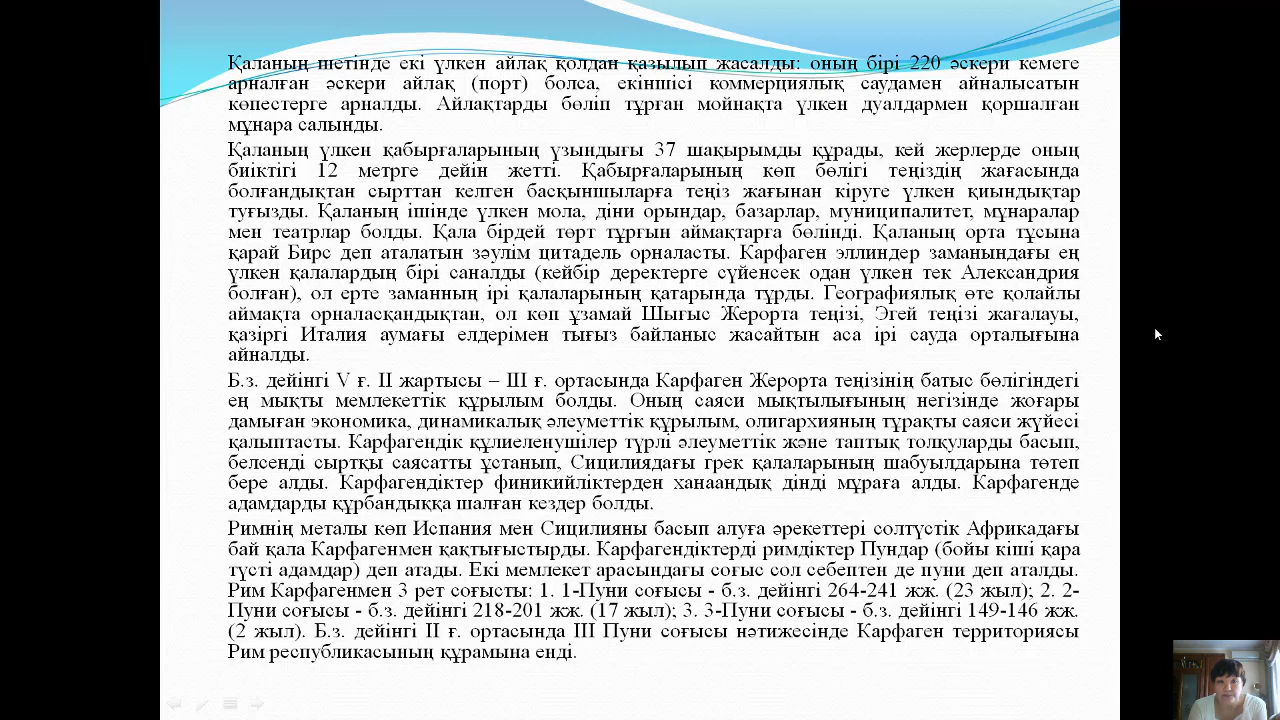 Қаланың шетінде екі үлкен айлақ қолдан қазылып жасалды: оның бірі 220 әскери кемеге
арналған әскери айлақ (порт) болса, екіншісі коммерциялық саудамен айналысатын
көпестерге арналды. Айлақтарды бөліп тұрған мойнақта үлкен дуалдармен қоршалған
мұнара салынды.
Қаланың үлкен қабырғаларының ұзындығы 37 шақырымды құрады, кей жерлерде оның
биіктігі 12 метрге дейін жетті. Қабырғаларының көп бөлігі теңіздің жағасында
болғандықтан сырттан келген басқыншыларға теңіз жағынан кіруге үлкен қиындықтар
туғызды. Қаланың ішінде үлкен мола, діни орындар, базарлар, муниципалитет, мұнаралар
мен театрлар болды. Қала бірдей төрт тұрғын аймақтарға бөлінді. Қаланың орта тұсына
қарай Бирс деп аталатын зәулім цитадель орналасты. Карфаген эллиндер заманындағы ең
үлкен қалалардың бірі саналды (кейбір деректерге сүйенсек одан үлкен тек Александрия
болған), ол ерте заманның ірі қалаларының қатарында тұрды. Географиялық өте қолайлы
аймақта орналасқандықтан, ол көп ұзамай Шығыс Жерорта теңізі, Эгей теңізі жағалауы,
қазіргі Италия аумағы елдерімен тығыз байланыс жасайтын аса ірі сауда орталығына
айналды.
Б.з. дейінгі V ғ. II жартысы – III ғ. ортасында Карфаген Жерорта теңізінің батыс бөлігіндегі
ең мықты мемлекеттік құрылым болды. Оның саяси мықтылығының негізінде жоғары
дамыған экономика, динамикалық әлеуметтік құрылым, олигархияның тұрақты саяси жүйесі
қалыптасты. Карфагендік құлиеленушілер түрлі әлеуметтік және таптық толқуларды басып,
белсенді сыртқы саясатты ұстанып, Сицилиядағы грек қалаларының шабуылдарына төтеп
бере алды. Карфагендіктер финикийліктерден ханаандық дінді мұраға алды. Карфагенде
адамдарды құрбандыққа шалған кездер болды.
Римнің металы көп Испания мен Сицилияны басып алуға әрекеттері солтүстік Африкадағы
бай қала Карфагенмен қақтығыстырды. Карфагендіктерді римдіктер Пундар (бойы кіші қара
түсті адамдар) деп атады. Екі мемлекет арасындағы соғыс сол себептен де пуни деп аталды.
Рим Карфагенмен 3 рет соғысты: 1. 1-Пуни соғысы - б.з. дейінгі 264-241 жж. (23 жыл); 2. 2-
Пуни соғысы - б.з. дейінгі 218-201 жж. (17 жыл); 3. 3-Пуни соғысы - б.з. дейінгі 149-146 жж.
(2 жыл). Б.з. дейінгі II ғ. ортасында III Пуни соғысы нәтижесінде Карфаген территориясы
Рим республикасының құрамына енді.